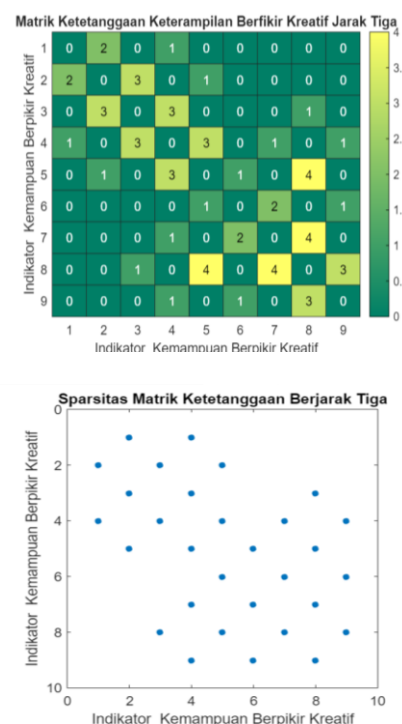 Matrik Ketetanggaan Keterampilan Berfikir Kreatif Jarak Tiga
Indikator Kemampuan Berpikir Kreatif
1 0 2 0 1 0 0 0 0 0
2 2 0 3 0 1 0 0 0 0
3 0 3 0 3 0 0 0 1 0
4 1 0 3 0 3 0 1 0 1
5 0 1 0 3 0 1 0 4 0
6 0 0 0 0 1 0 2 0 1
7 0 0 0 1 0 2 0 4 0
8 0 0 1 0 4 0 4 0 3
9 0 0 0 1 0 1 0 3 0
1 2 3 4 5 6 7 8 9
Indikator Kemampuan Berpikir Kreatif
4
3.
3
2.
2
1.
1
0.
0
Sparsitas Matrik Ketetanggaan Berjarak Tiga
Indikator Kemampuan Berpikir Kreatif
0
2
4
6
8
10
0 2 4 6 8 10
Indikator Kemampuan Berpikir Kreatif